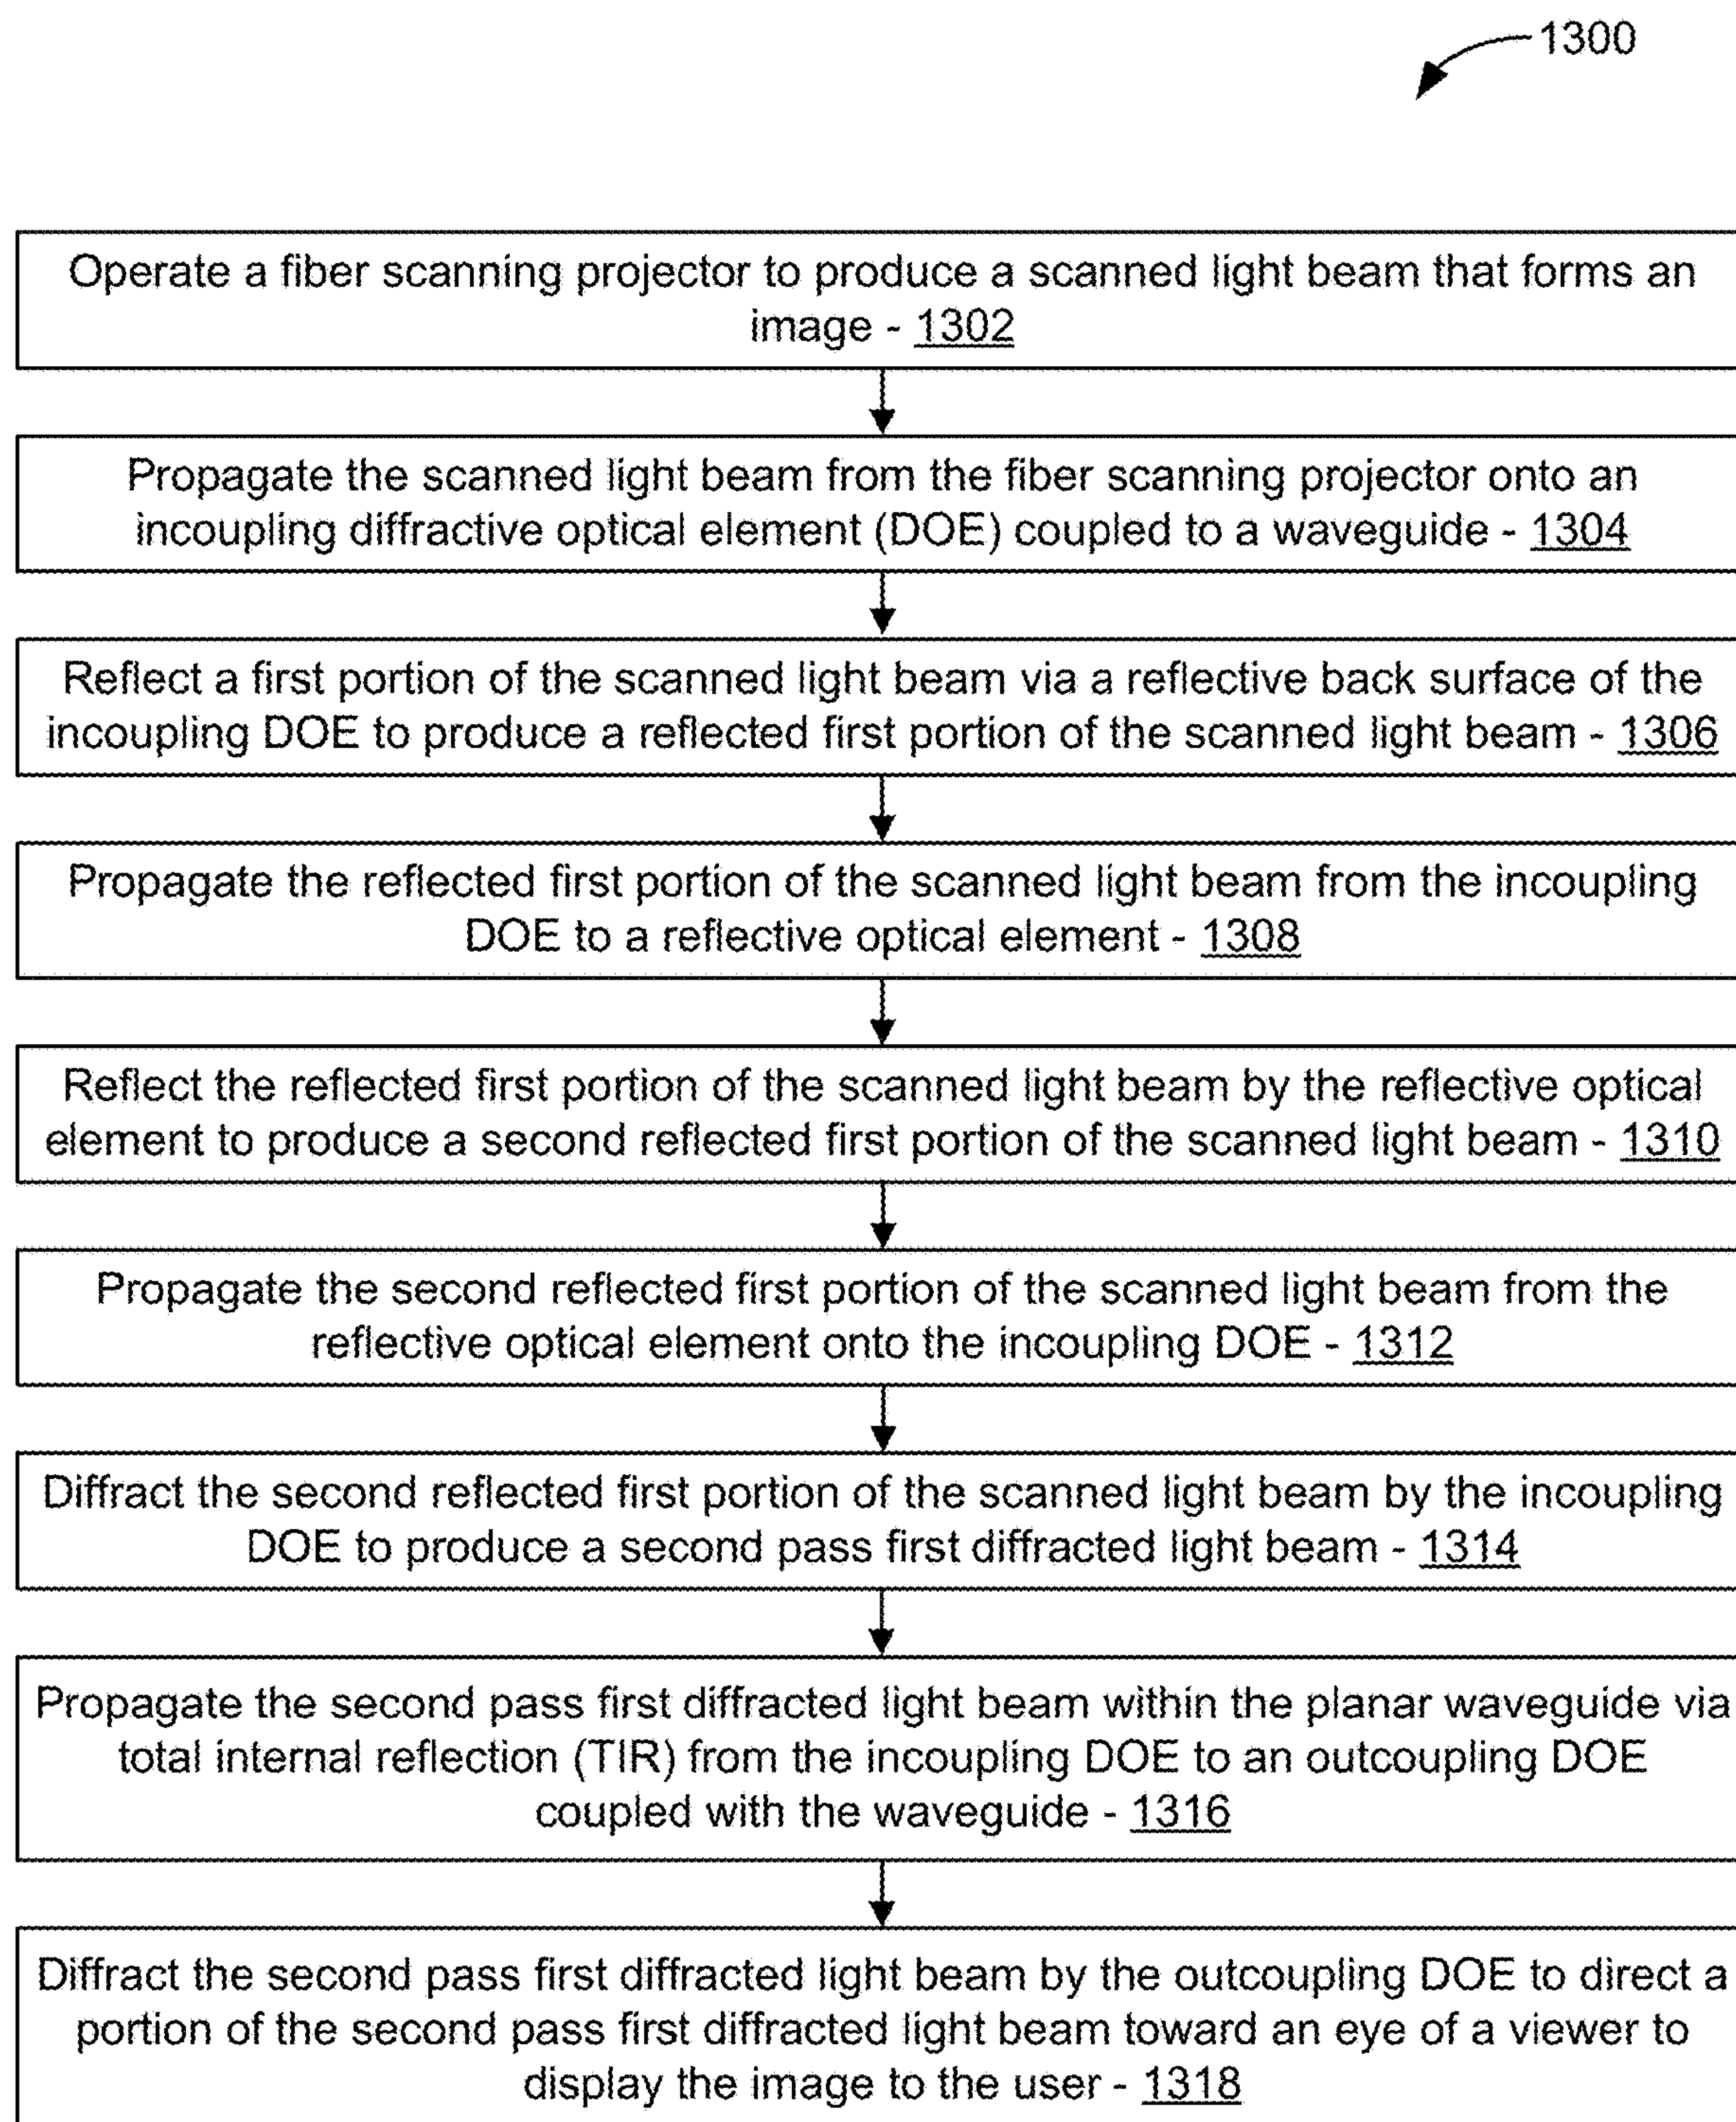 1300
Operate a fiber scanning projector to produce a scanned light beam that forms an
image - 1302
Propagate the scanned light beam from the fiber scanning projector onto an
incoupling diffractive optical element (DOE) coupled to a waveguide - 1304
Reflect a first portion of the scanned light beam via a reflective back surface of the
incoupling DOE to produce a reflected first portion of the scanned light beam - 1306
Propagate the reflected first portion of the scanned light beam from the incoupling
DOE to a reflective optical element - 1308
Reflect the reflected first portion of the scanned light beam by the reflective optical
element to produce a second reflected first portion of the scanned light beam - 1310
Propagate the second reflected first portion of the scanned light beam from the
reflective optical element onto the incoupling DOE - 1312
Diffract the second reflected first portion of the scanned light beam by the incoupling
DOE to produce a second pass first diffracted light beam - 1314
Propagate the second pass first diffracted light beam within the planar waveguide via
total internal reflection (TIR) from the incoupling DOE to an outcoupling DOE
coupled with the waveguide - 1316
Diffract the second pass first diffracted light beam by the outcoupling DOE to direct a
portion of the second pass first diffracted light beam toward an eye of a viewer to
display the image to the user - 1318